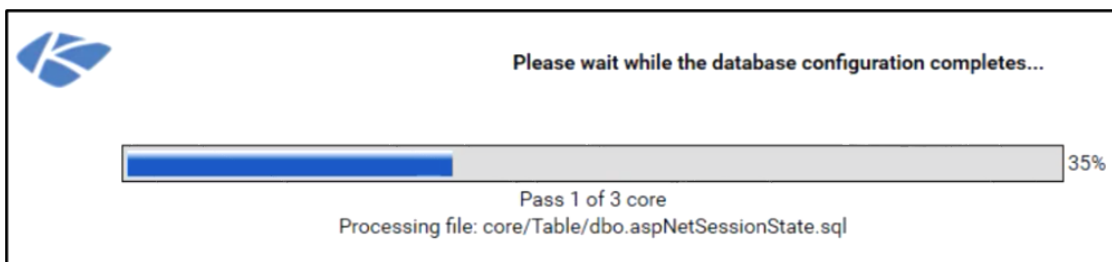 Please wait while the database configuration completes...
35%
Pass 1 of 3 core
Processing file: core/Table/dbo.aspNetSessionState.sql